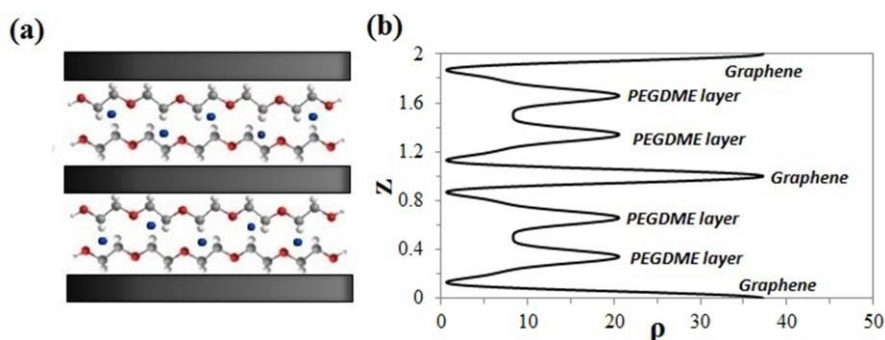 (a)
(b)
2
Graphene
1.6
PEGDME layer
PEGDME layer
1.2
Graphene
Z
0.8
PEGDME layer
0.4
PEGDME layer
Graphene
0
0 10 20 30 40 50
ρ